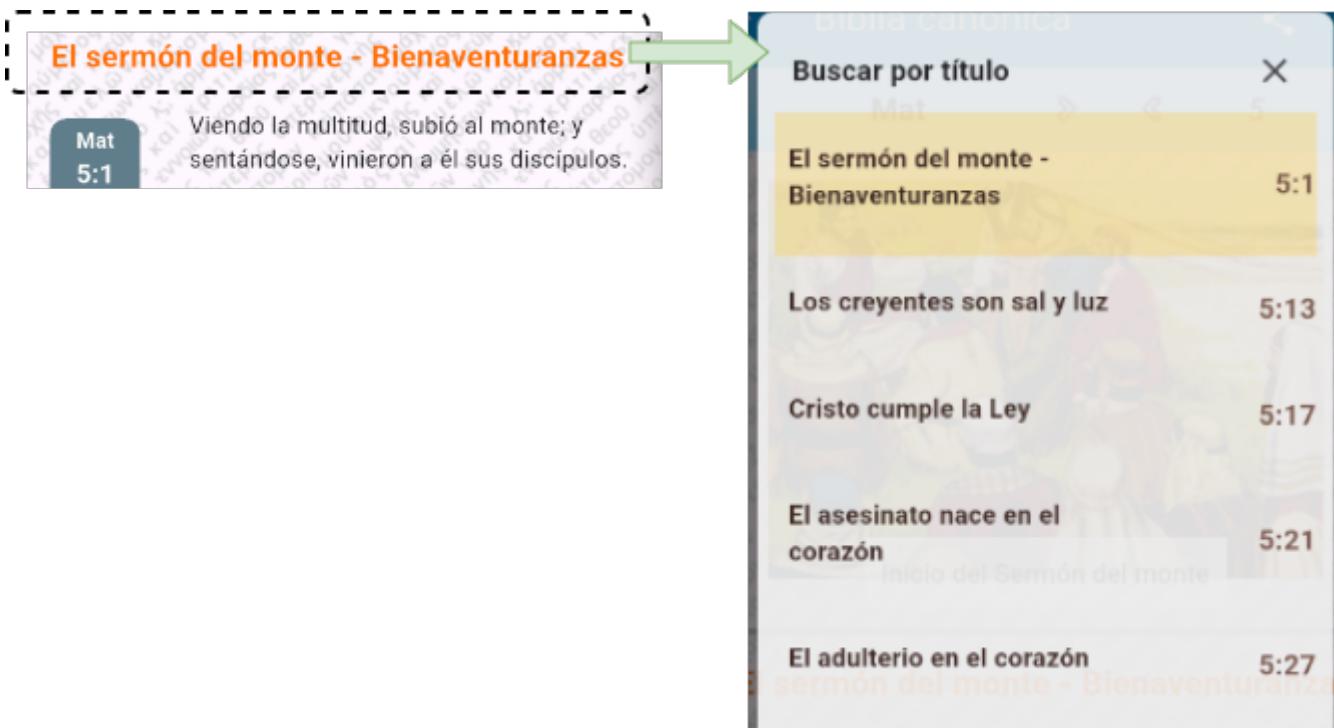 El sermón del monte - Bienaventuranzas
Mat
5:1
Viendo la multitud, subió al monte; y
sentándose, vinieron a él sus discípulos.
Biblia canónica
Buscar por título
Mat
5
El sermón del monte -
Bienaventuranzas
5:1
Los creyentes son sal y luz
5:13
Cristo cumple la Ley
5:17
El asesinato nace en el
corazón
5:21
Inicio del Sermón del monte
El adulterio en el corazón
5:27
El sermón del monte - Bienaventuranza